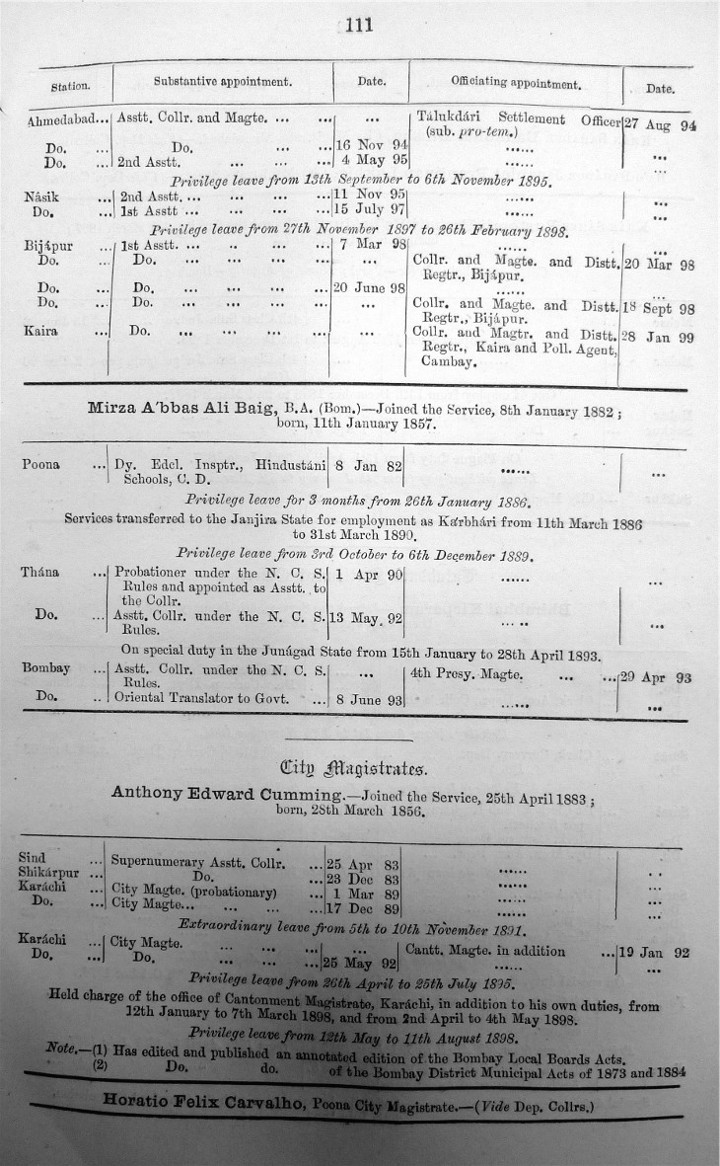 111
Station. Substantive appointment. Date. Officiating appointment. Date.
Ahmedabad... Asstt. Collr. and Magte. ... ... ... Tálukdári Settlement Officer 27 Aug 94
(sub. pro-tem.)
Do. ... Do. ... ... ... 16 Nov 94 ...... ...
Do. ... 2nd Asstt. ... ... ... 4 May 95 ...... ...
Privilege leave from 13th September to 6th November 1895.
Násik ... 2nd Asstt. ... ... ... ... 11 Nov 95 ...... ...
Do. ... 1st Asstt ... ... ... ... 15 July 97 ...... ...
Privilege leave from 27th November 1897 to 26th February 1898.
Bijápur ... 1st Asstt. ... .. ... ... 7 Mar 98 ...... ...
Do. ... Do. ... ... ... ... ... Collr. and Magte. and Distt. 20 Mar 98
Regtr., Bijápur.
Do. ... Do. ... ... ... ... 20 June 98 ...... ...
Do. ... Do. ... ... ... ... ... Collr. and Magte. and Distt. 18 Sept 98
Regtr., Bijápur.
Kaira ... Do. ... ... ... ... ... Collr. and Magtr. and Distt. 28 Jan 99
Regtr., Kaira and Poll. Agent,
Cambay.
Mirza A'bbas Ali Baig, B.A. (Bom.)—Joined the Service, 8th January 1882 ;
born, 11th January 1857.
Poona ... Dy. Edcl. Insptr., Hindustáni 8 Jan 82 ...... ...
Schools, C. D.
Privilege leave for 3 months from 26th January 1886.
Services transferred to the Janjira State for employment as Kárbhári from 11th March 1886
to 31st March 1890.
Privilege leave from 3rd October to 6th December 1889.
Thána ... Probationer under the N. C. S. 1 Apr 90 ...... ...
Rules and appointed as Asstt. to
the Collr.
Do. ... Asstt. Collr. under the N. C. S. 13 May. 92 ... .. ...
Rules.
On special duty in the Junágad State from 15th January to 28th April 1893.
Bombay .. Asstt. Collr. under the N. C. S. ... 4th Presy. Magte. ... ... 29 Apr 93
Rules.
Do. .. Oriental Translator to Govt. ... 8 June 93 ...... ...
City Magistrates.
Anthony Edward Cumming.—Joined the Service, 25th April 1883 ;
born, 28th March 1856.
Sind ... Supernumerary Asstt. Collr. ... 25 Apr 83 ...... . .
Shikárpur ... Do. ... 23 Dec 83 ...... ...
Karáchi ... City Magte. (probationary) ... 1 Mar 89 ...... ...
Do. ... City Magte... ... ... ... 17 Dec 89 ...... ...
Extraordinary leave from 5th to 10th November 1891.
Karáchi ... City Magte. ... ... ... ... Cantt. Magte. in addition ... 19 Jan 92
Do. ... Do. ... ... ... 25 May 92 ...... ...
Privilege leave from 26th April to 25th July 1895.
Held charge of the office of Cantonment Magistrate, Karáchi, in addition to his own duties, from
12th January to 7th March 1898, and from 2nd April to 4th May 1898.
Privilege leave from 12th May to 11th August 1898.
Note.—(1) Has edited and published an annotated edition of the Bombay Local Boards Acts.
(2) Do. do. of the Bombay District Municipal Acts of 1873 and 1884
Horatio Felix Carvalho, Poona City Magistrate.—(Vide Dep. Collrs.)